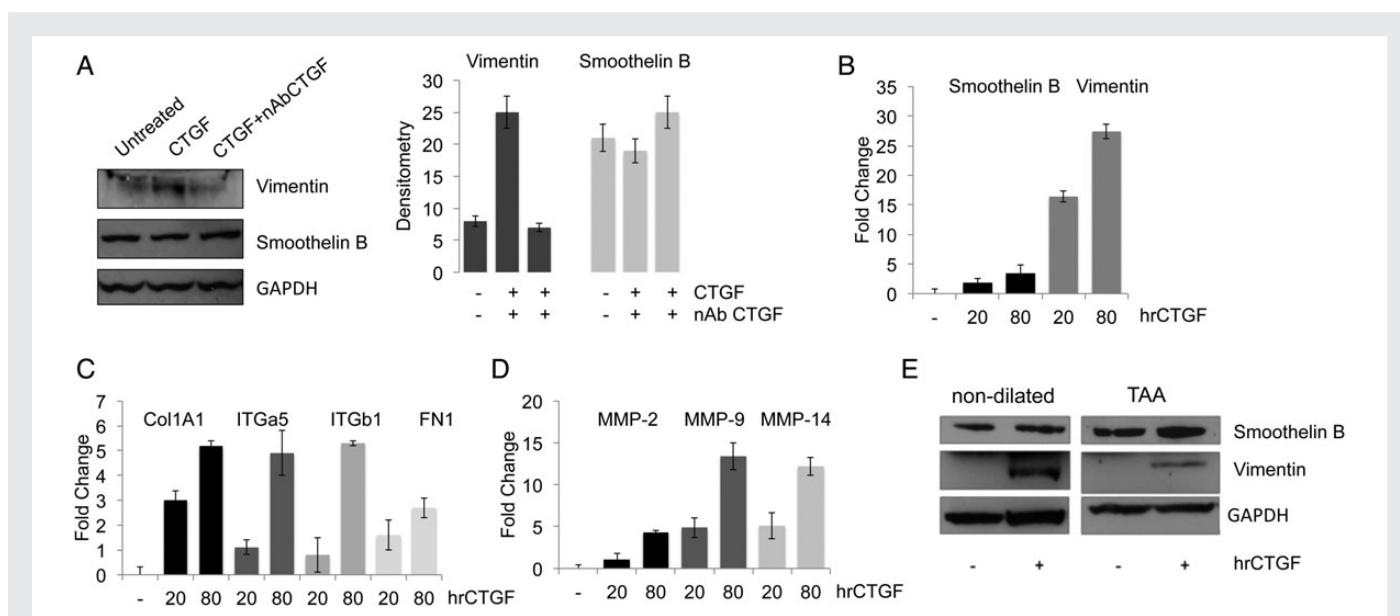 A
Untreated
CTGF
CTGF+nAbCTGF
Vimentin
Smoothelin B
GAPDH
Vimentin Smoothelin B
Densitometry
30
25
20
15
10
5
0
- + + - + + CTGF
- + + - + + nAb CTGF
B
Smoothelin B Vimentin
Fold Change
35
30
25
20
15
10
5
0
- 20 80 20 80 hrCTGF
C
Col1A1 ITGa5 ITGb1 FN1
Fold Change
7
6
5
4
3
2
1
0
- 20 80 20 80 20 80 20 80 hrCTGF
D
MMP-2 MMP-9 MMP-14
Fold Change
20
15
10
5
0
- 20 80 20 80 20 80 hrCTGF
E
non-dilated TAA
Smoothelin B
Vimentin
GAPDH
- + - + hrCTGF